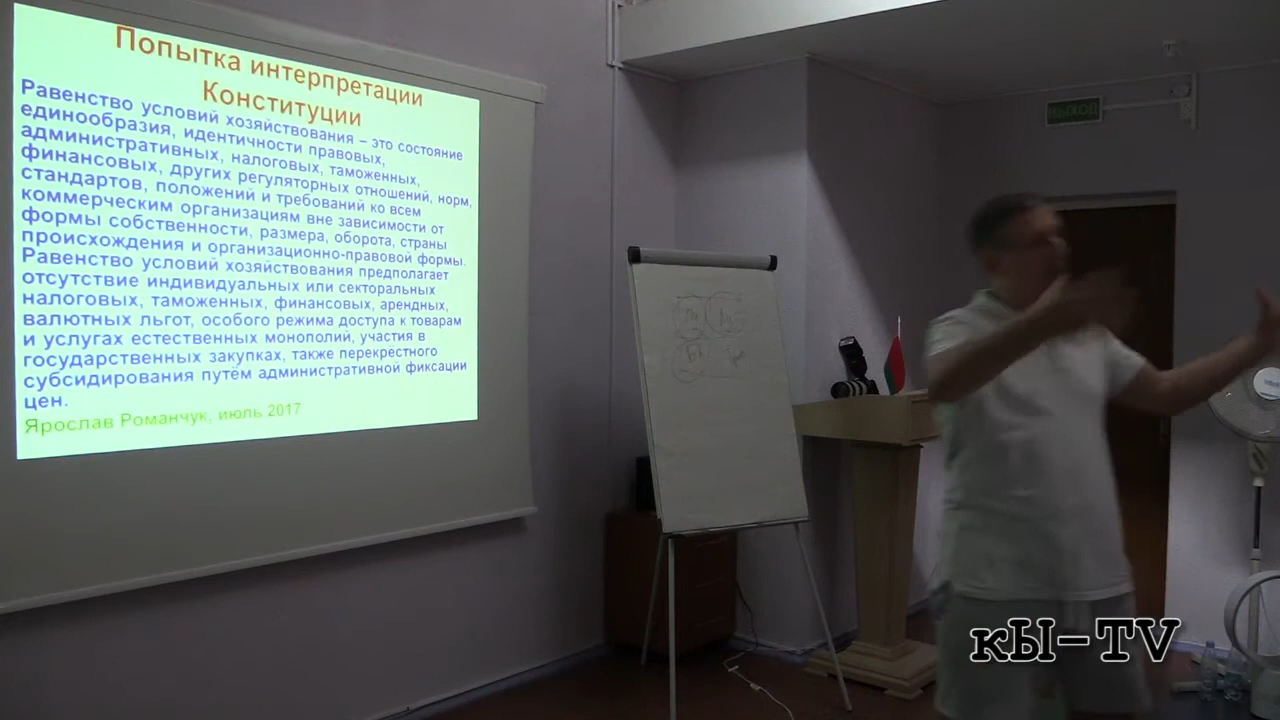 Попытка интерпретации
Конституции
Равенство условий хозяйствования – это состояние
единообразия, идентичности правовых,
административных, налоговых, таможенных,
финансовых, других регуляторных отношений, норм,
стандартов, положений и требований ко всем
коммерческим организациям вне зависимости от
формы собственности, размера, оборота, страны
происхождения и организационно-правовой формы.
Равенство условий хозяйствования предполагает
отсутствие индивидуальных или секторальных
налоговых, таможенных, финансовых, арендных,
валютных льгот, особого режима доступа к товарам
и услугах естественных монополий, участия в
государственных закупках, также перекрёстного
субсидирования путём административной фиксации
цен.
Ярослав Романчук, июль 2017
ВЫХОД
кЫ-TV